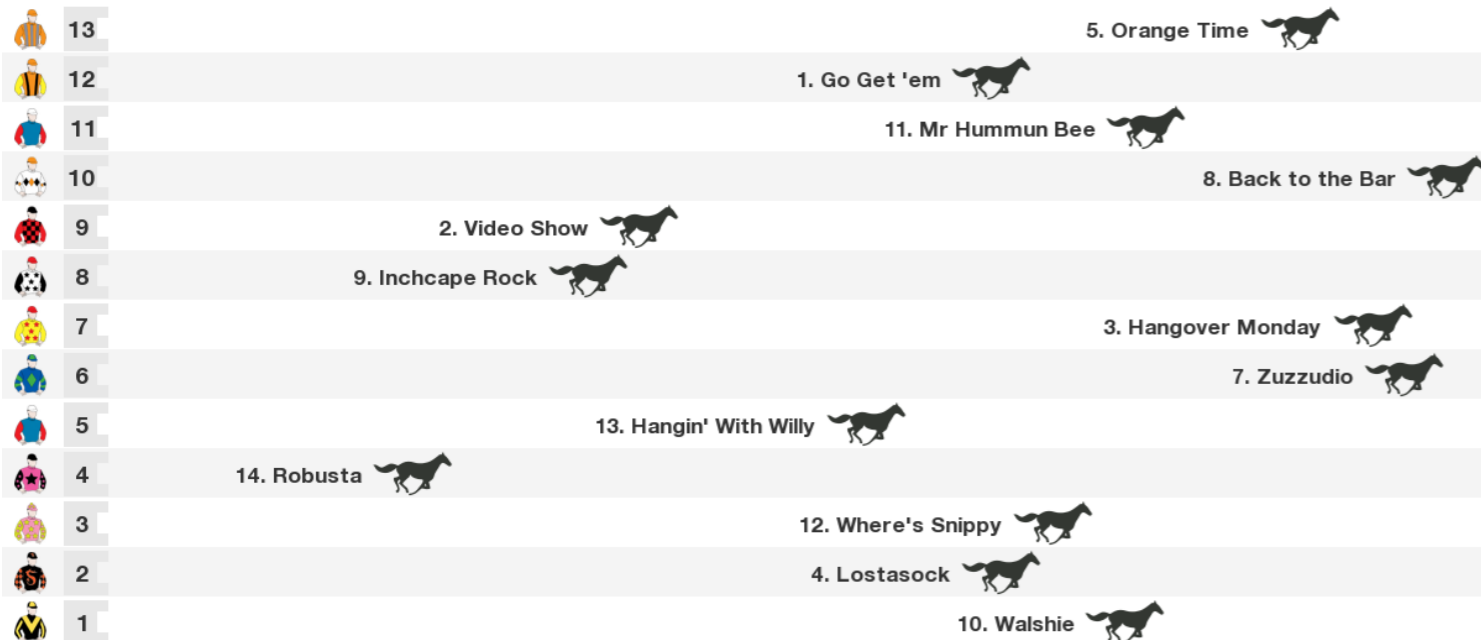 13 5. Orange Time
12 1. Go Get 'em
11 11. Mr Hummun Bee
10 8. Back to the Bar
9 2. Video Show
8 9. Inchcape Rock
7 3. Hangover Monday
6 7. Zuzzudio
5 13. Hangin' With Willy
4 14. Robusta
3 12. Where's Snippy
2 4. Lostasock
1 10. Walshie